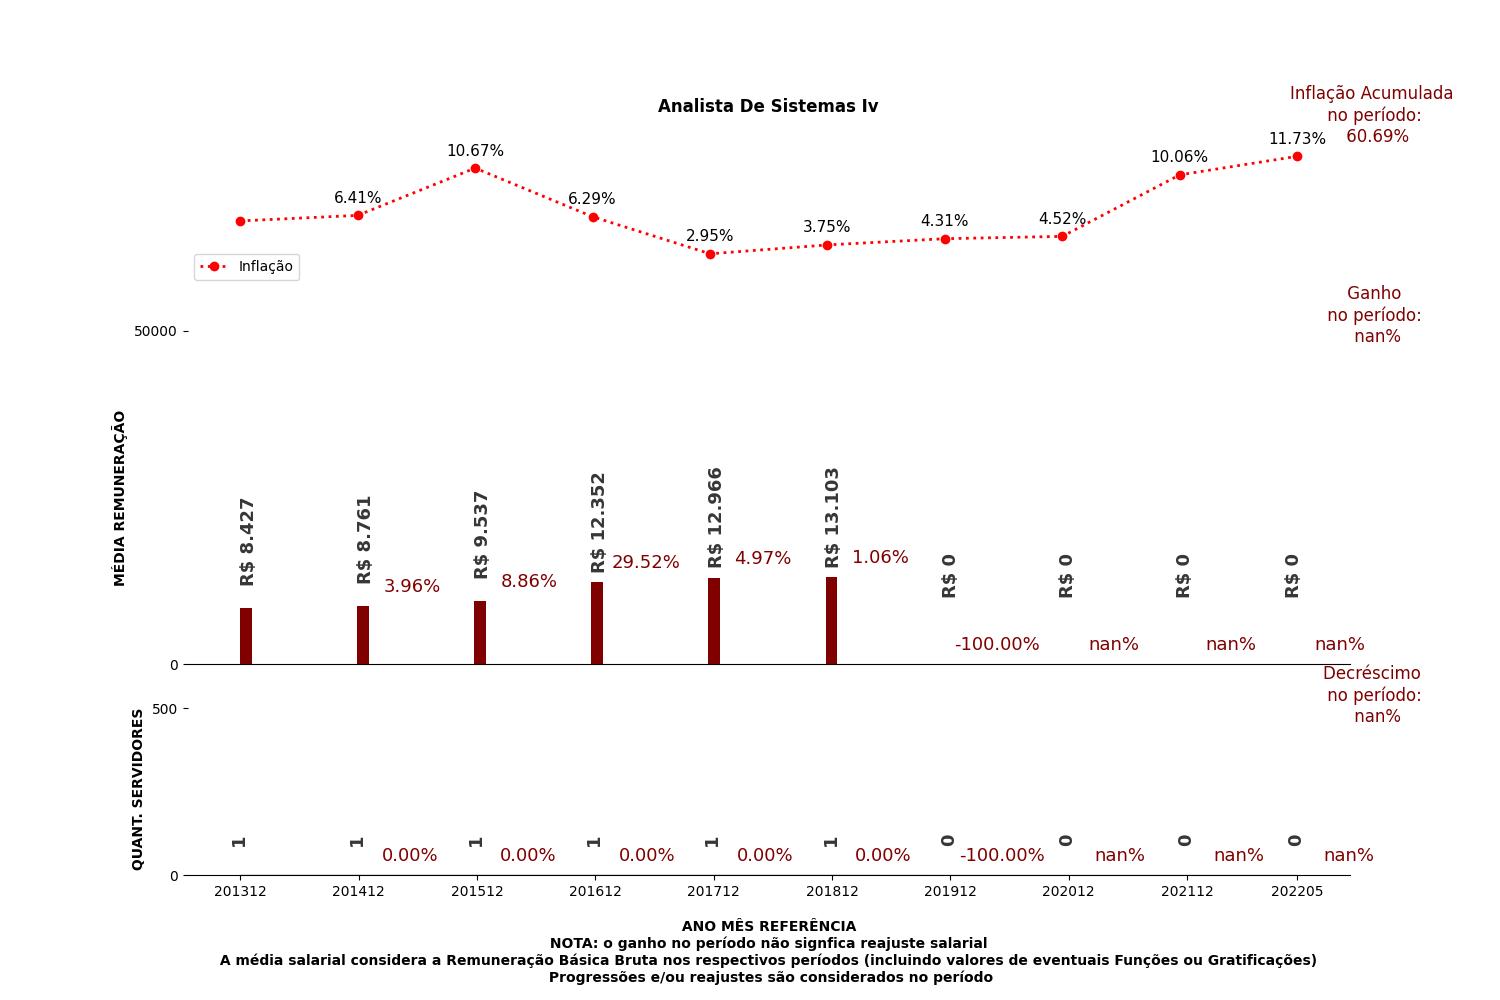 Analista De Sistemas Iv
Inflação Acumulada
no período:
60.69%
6.41%
10.67%
6.29%
2.95%
3.75%
4.31%
4.52%
10.06%
11.73%
Inflação
Ganho
no período:
nan%
50000
0
MÉDIA REMUNERAÇÃO
R$ 8.427
R$ 8.761
R$ 9.537
R$ 12.352
R$ 12.966
R$ 13.103
R$ 0
R$ 0
R$ 0
R$ 0
3.96%
8.86%
29.52%
4.97%
1.06%
-100.00%
nan%
nan%
nan%
Decréscimo
no período:
nan%
500
0
QUANT. SERVIDORES
1
1
1
1
1
1
0
0
0
0
0.00%
0.00%
0.00%
0.00%
0.00%
-100.00%
nan%
nan%
nan%
201312
201412
201512
201612
201712
201812
201912
202012
202112
202205
ANO MÊS REFERÊNCIA
NOTA: o ganho no período não signfica reajuste salarial
A média salarial considera a Remuneração Básica Bruta nos respectivos períodos (incluindo valores de eventuais Funções ou Gratificações)
Progressões e/ou reajustes são considerados no período